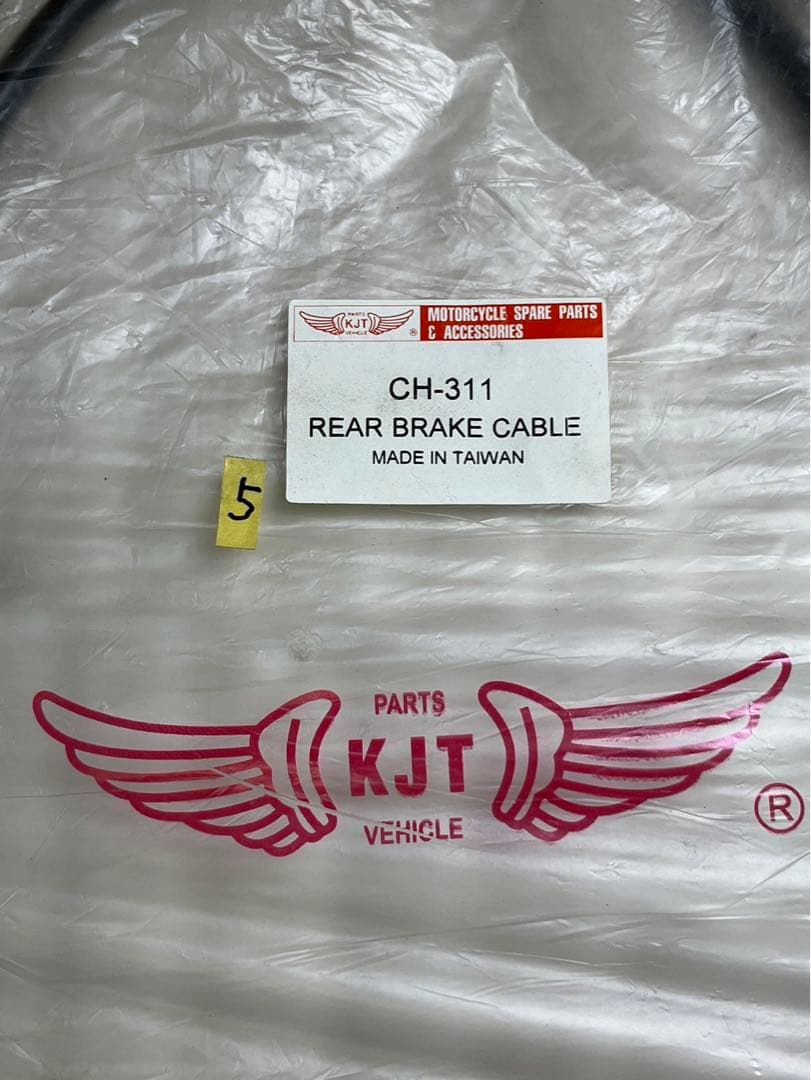 PARTS
KJT
VEHICLE
®
MOTORCYCLE SPARE PARTS
& ACCESSORIES
CH-311
REAR BRAKE CABLE
MADE IN TAIWAN
5
PARTS
KJT
VEHICLE
®